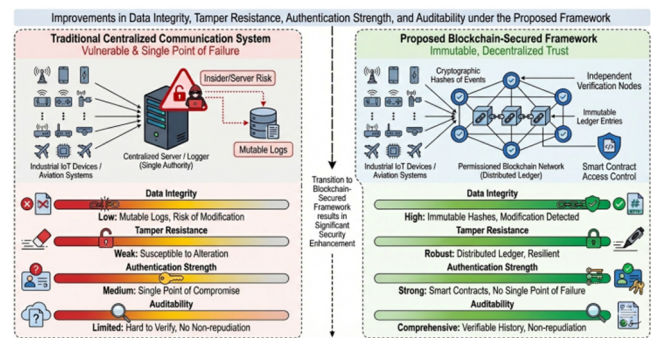 Improvements in Data Integrity, Tamper Resistance, Authentication Strength, and Auditability under the Proposed Framework
Traditional Centralized Communication System
Vulnerable & Single Point of Failure
Insider/Server Risk
Mutable Logs
Industrial IoT Devices /
Aviation Systems
Centralized Server / Logger
(Single Authority)
Data Integrity
Low: Mutable Logs, Risk of Modification
Tamper Resistance
Weak: Susceptible to Alteration
Authentication Strength
Medium: Single Point of Compromise
Auditability
Limited: Hard to Verify, No Non-repudiation
Transition to
Blockchain-
Secured
Framework
results in
Significant
Security
Enhancement
Proposed Blockchain-Secured Framework
Immutable, Decentralized Trust
Cryptographic
Hashes of Events
Independent
Verification Nodes
Immutable
Ledger Entries
Smart Contract
Access Control
Industrial IoT Devices /
Aviation Systems
Permissioned Blockchain Network
(Distributed Ledger)
Data Integrity
High: Immutable Hashes, Modification Detected
Tamper Resistance
Robust: Distributed Ledger, Resilient
Authentication Strength
Strong: Smart Contracts, No Single Point of Failure
Auditability
Comprehensive: Verifiable History, Non-repudiation